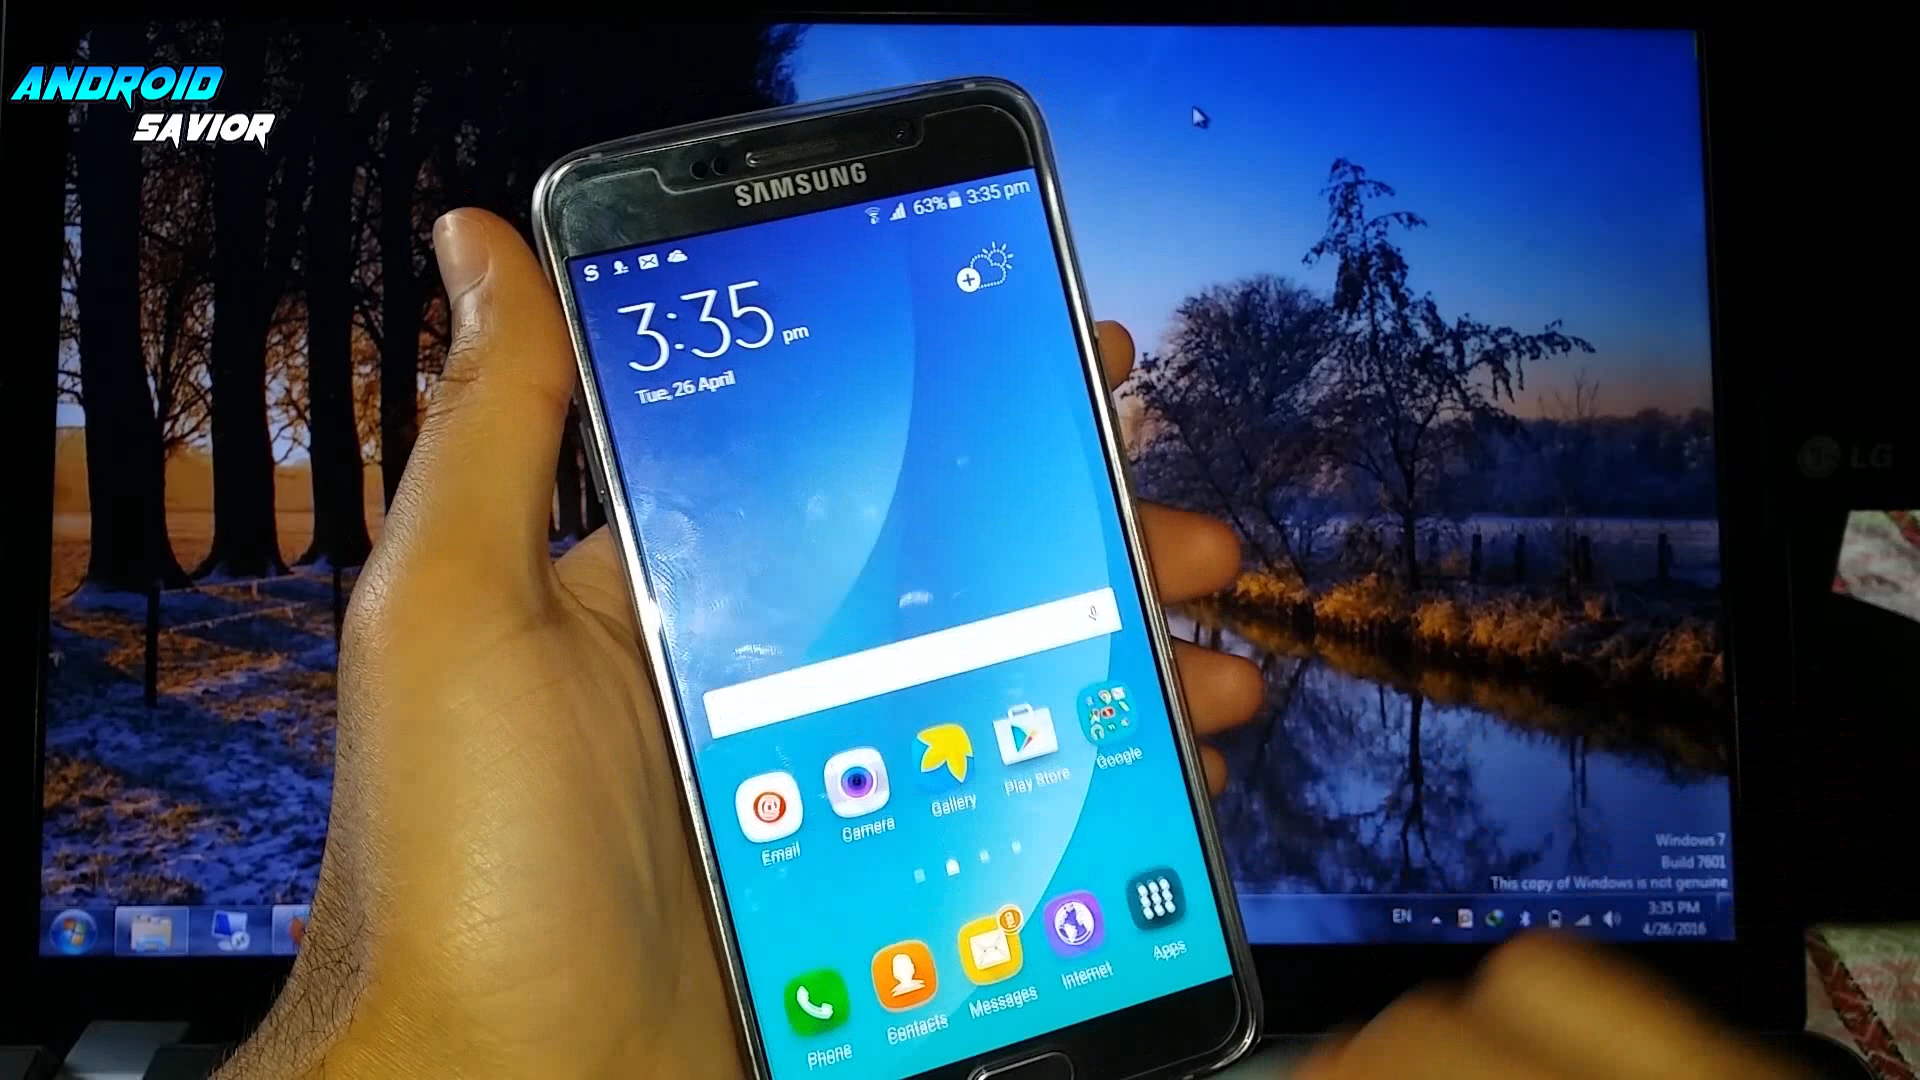 ANDROID
SAVIOR
SAMSUNG
63% 3:35 pm
S
3:35 pm
Tue, 26 April
Email
Camera
Gallery
Play Store
Google
Phone
Contacts
Messages
Internet
Apps
LG
Windows 7
Build 7601
This copy of Windows is not genuine
EN
3:35 PM
4/26/2016